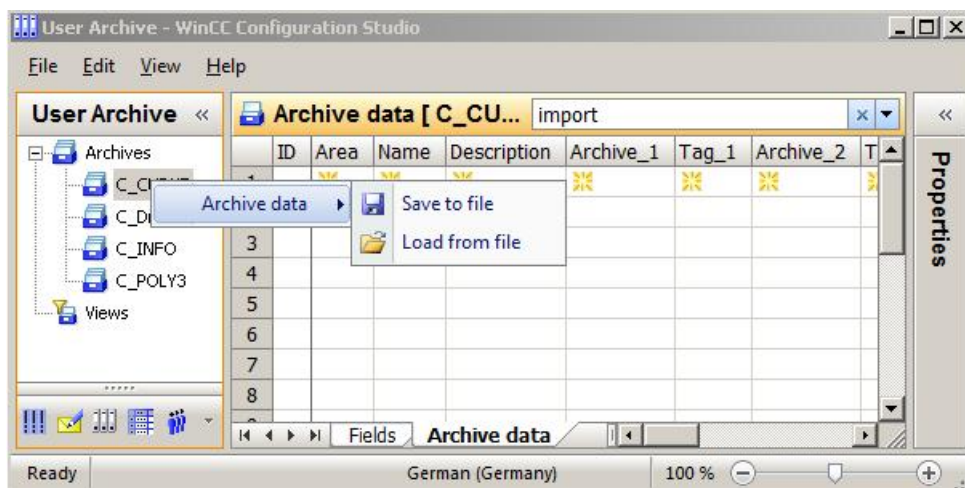 User Archive - WinCC Configuration Studio
File Edit View Help
User Archive «
Archive data [ C_CU...
import
«
Archives
C_INFO
C_POLY3
Views
ID Area Name Description Archive_1 Tag_1 Archive_2 T
Archive data
Save to file
Load from file
3
4
5
6
7
8
Properties
Fields
Archive data
Ready
German (Germany)
100 %